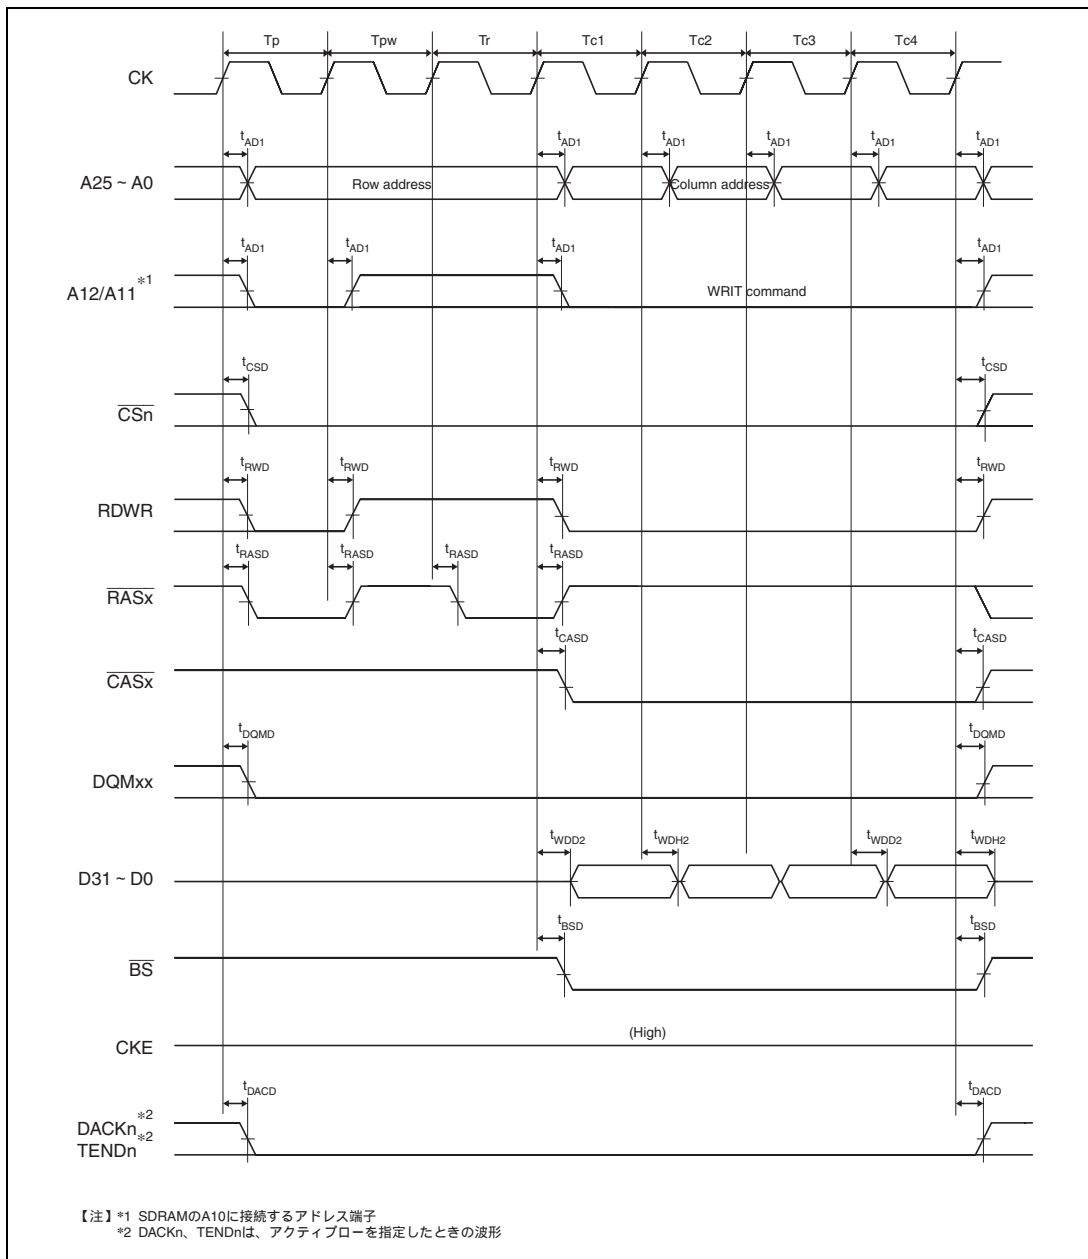 Tp Tpw Tr Tc1 Tc2 Tc3 Tc4
CK
tAD1 tAD1 tAD1 tAD1 tAD1 tAD1
A25 ~ A0 Row address Column address
tAD1 tAD1 tAD1 tAD1
A12/A11*1 WRIT command
tCSD tCSD
CSn
tRWD tRWD tRWD tRWD
RDWR
tRASD tRASD tRASD tRASD
RASx
tCASD tCASD
CASx
tDQMD tDQMD
DQMxx
tWDD2 tWDH2 tWDD2 tWDH2
D31 ~ D0
tBSD tBSD
BS
(High)
CKE
tDACD tDACD
DACKn*2
TENDn*2
【注】*1 SDRAMのA10に接続するアドレス端子
*2 DACKn、TENDnは、アクティブローを指定したときの波形